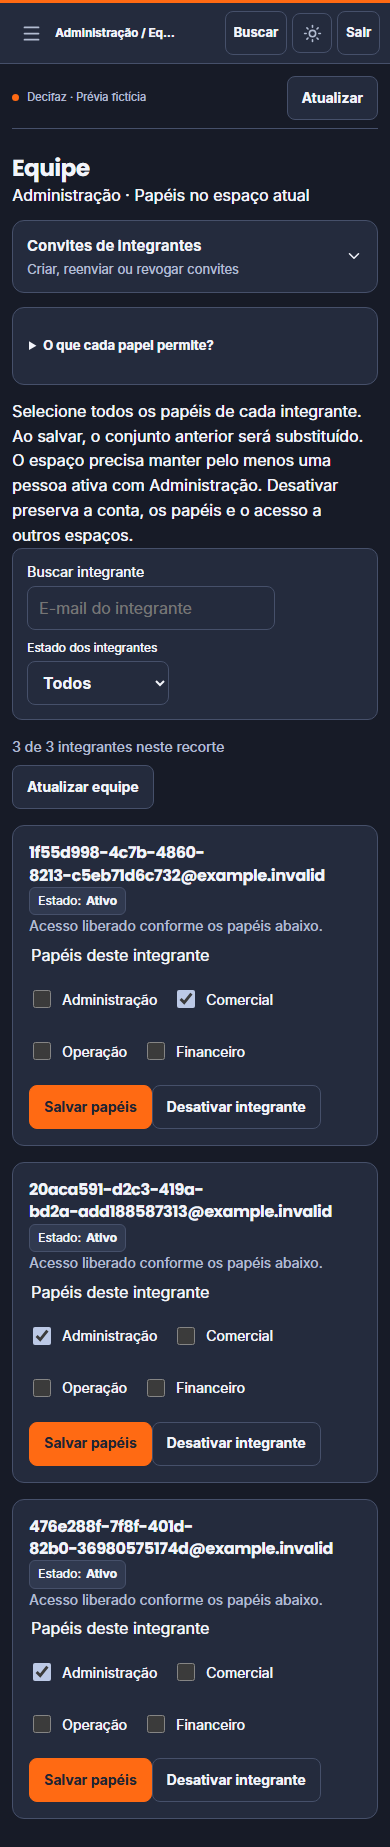 Administração / Eq...
Buscar
Sair
Decifaz · Prévia fictícia
Atualizar
Equipe
Administração · Papéis no espaço atual
Convites de integrantes
Criar, reenviar ou revogar convites
O que cada papel permite?
Selecione todos os papéis de cada integrante.
Ao salvar, o conjunto anterior será substituído.
O espaço precisa manter pelo menos uma
pessoa ativa com Administração. Desativar
preserva a conta, os papéis e o acesso a
outros espaços.
Buscar integrante
E-mail do integrante
Estado dos integrantes
Todos
3 de 3 integrantes neste recorte
Atualizar equipe
1f55d998-4c7b-4860-
8213-c5eb71d6c732@example.invalid
Estado: Ativo
Acesso liberado conforme os papéis abaixo.
Papéis deste integrante
Administração Comercial
Operação Financeiro
Salvar papéis Desativar integrante
20aca591-d2c3-419a-
bd2a-add188587313@example.invalid
Estado: Ativo
Acesso liberado conforme os papéis abaixo.
Papéis deste integrante
Administração Comercial
Operação Financeiro
Salvar papéis Desativar integrante
476e288f-7f8f-401d-
82b0-36980575174d@example.invalid
Estado: Ativo
Acesso liberado conforme os papéis abaixo.
Papéis deste integrante
Administração Comercial
Operação Financeiro
Salvar papéis Desativar integrante